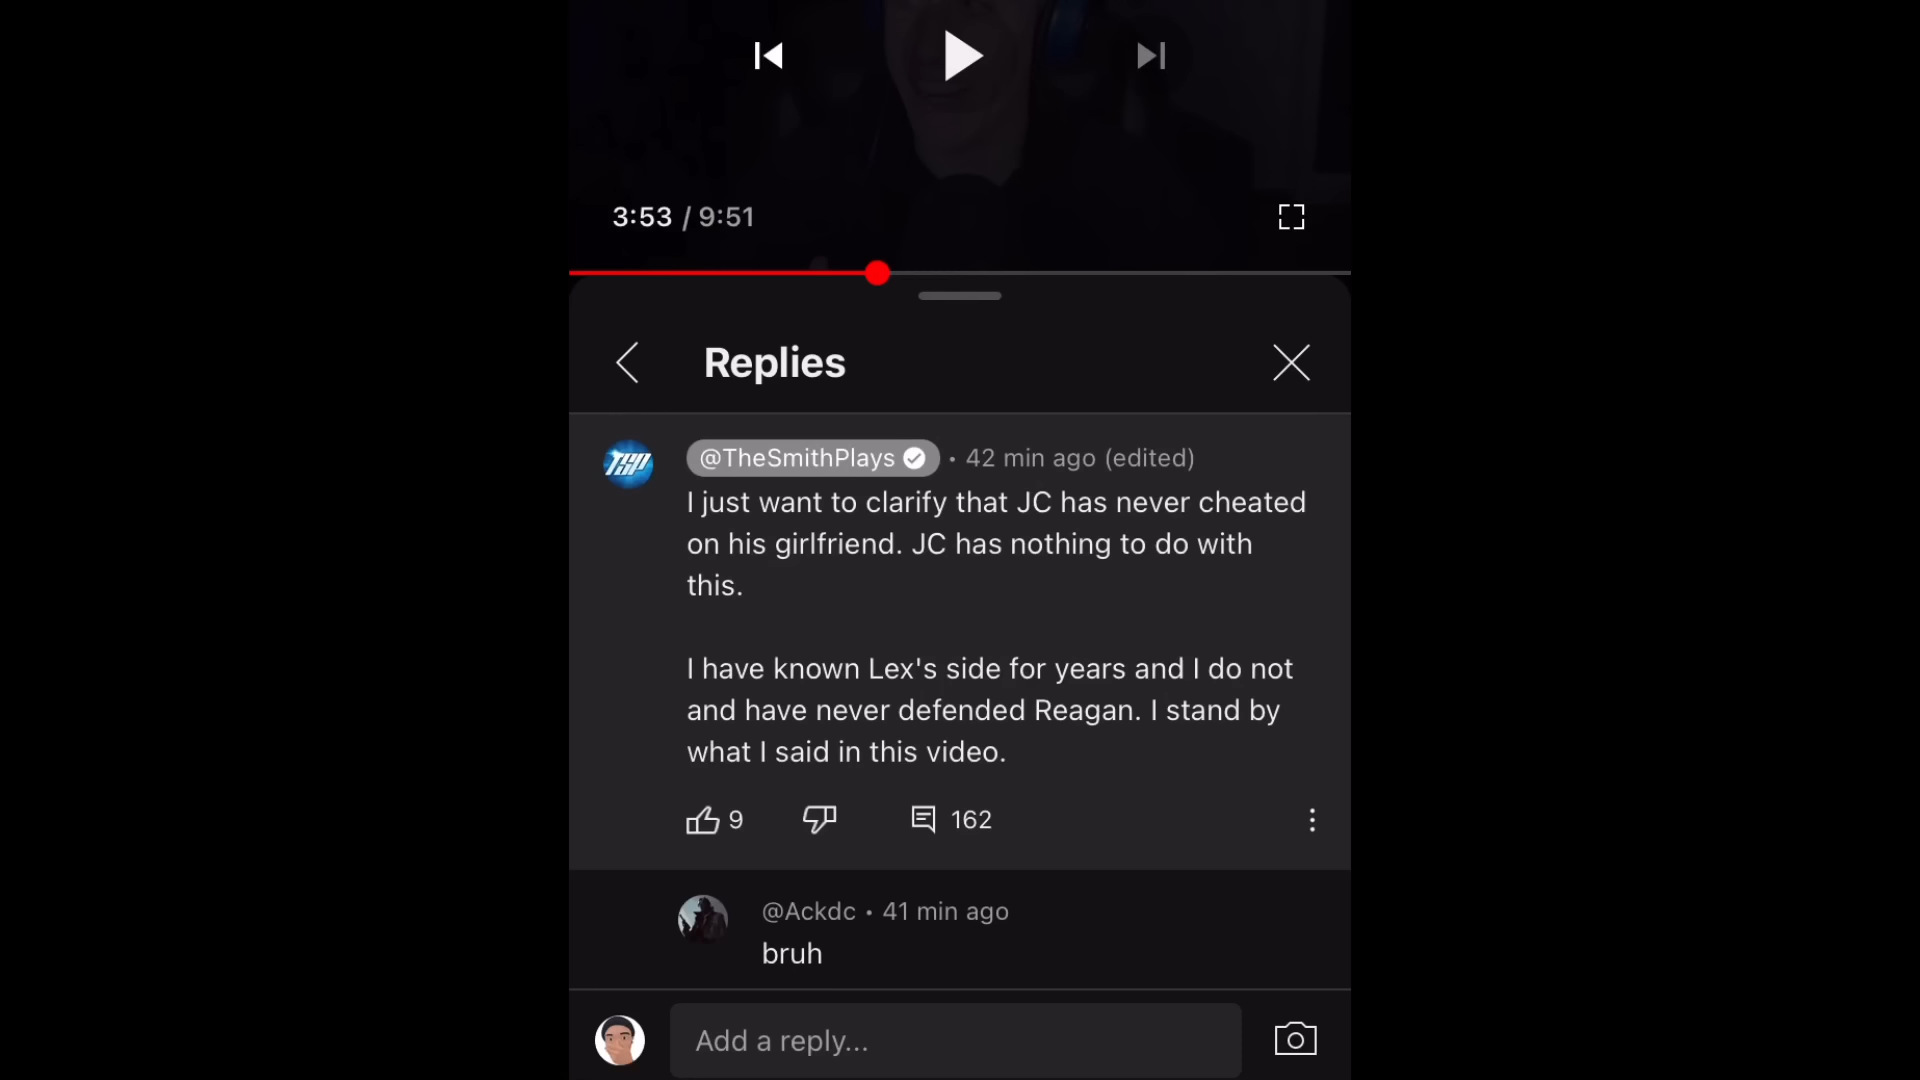 3:53 / 9:51
Replies
TSP
@TheSmithPlays • 42 min ago (edited)
I just want to clarify that JC has never cheated
on his girlfriend. JC has nothing to do with
this.
I have known Lex's side for years and I do not
and have never defended Reagan. I stand by
what I said in this video.
9 162
@Ackdc • 41 min ago
bruh
Add a reply...